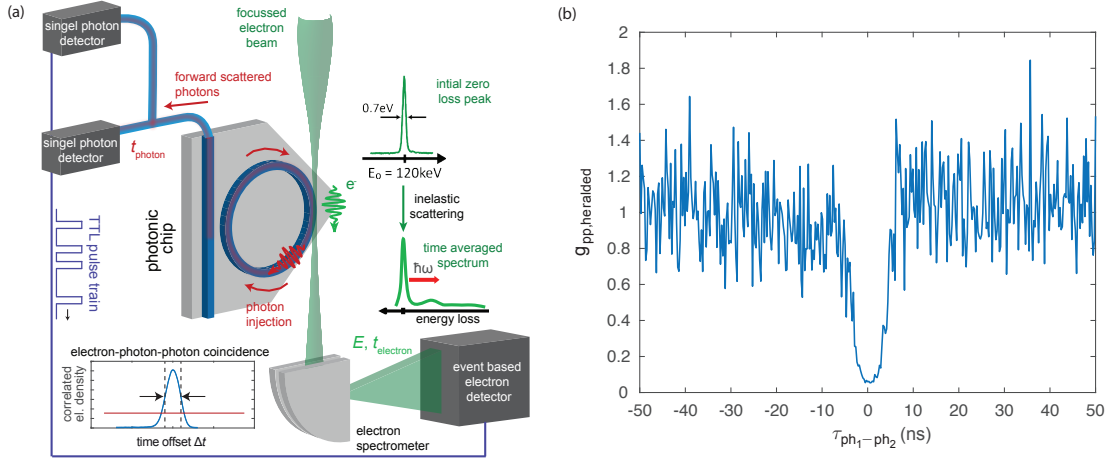 (a)
singel photon
detector
focussed
electron
beam
forward scattered
photons
singel photon
detector
t_photon
intial zero
loss peak
0.7eV
E₀ = 120keV
e⁻
inelastic
scattering
time averaged
spectrum
ħω
energy loss
photonic
chip
TTL pulse train
photon
injection
E, t_electron
event based
electron
detector
electron
spectrometer
electron-photon-photon coincidence
correlated
el. density
time offset Δt
(b)
g_pp,heralded
2
1.8
1.6
1.4
1.2
1
0.8
0.6
0.4
0.2
0
-50 -40 -30 -20 -10 0 10 20 30 40 50
τ_ph₁−ph₂ (ns)